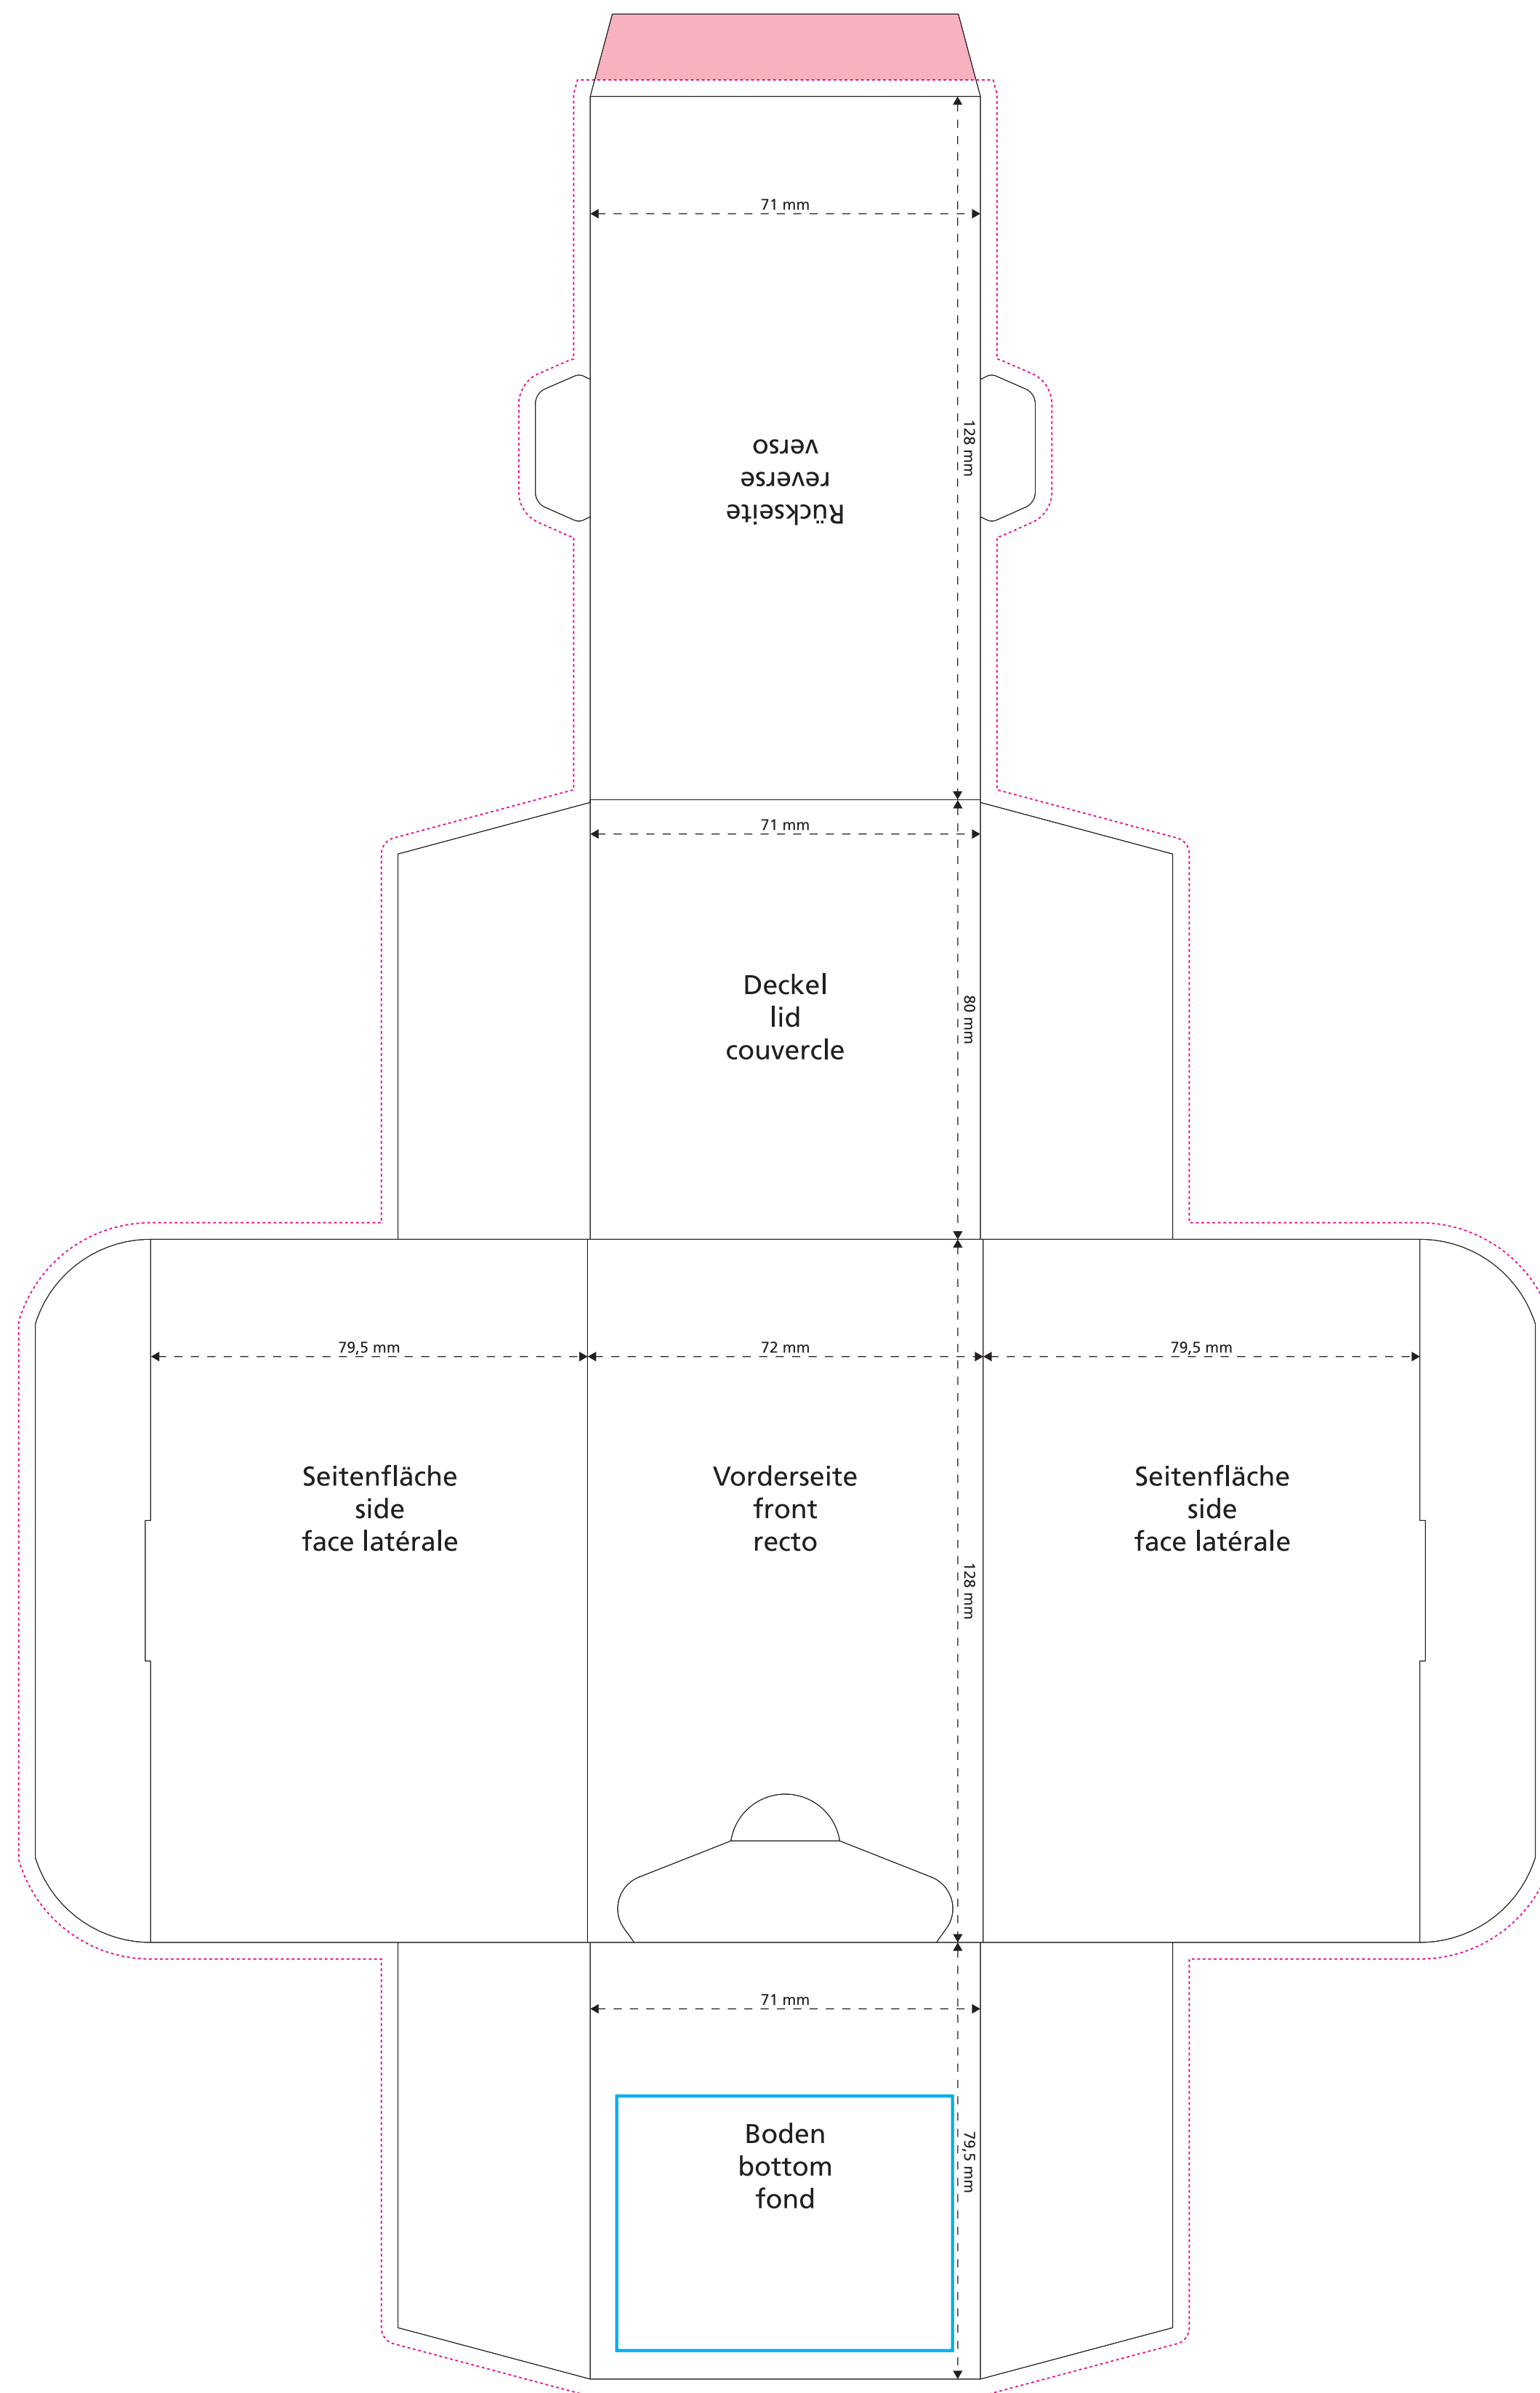 71 mm
128 mm
verso
reverse
Rückseite
71 mm
Deckel
lid
couvercle
80 mm
79,5 mm
72 mm
79,5 mm
Seitenfläche
side
face latérale
Vorderseite
front
recto
Seitenfläche
side
face latérale
128 mm
71 mm
Boden
bottom
fond
79,5 mm